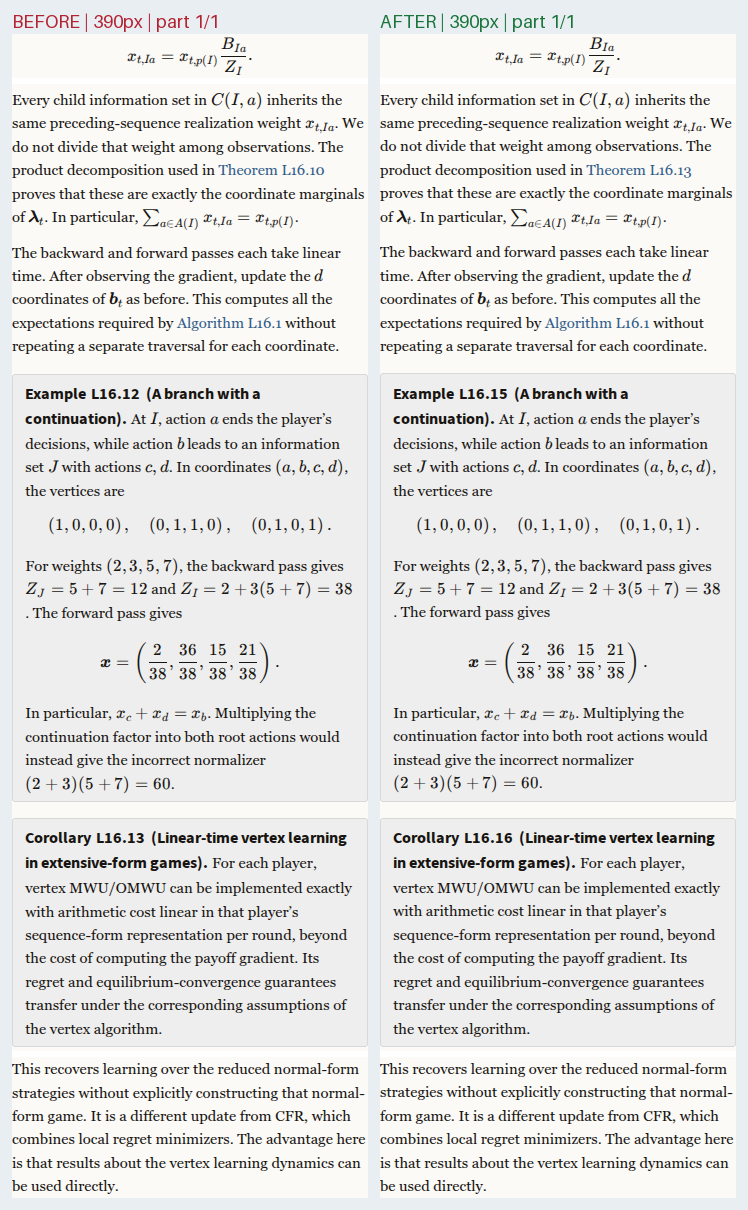 BEFORE | 390px | part 1/1
x_{t,Ia} = x_{t,p(I)} \frac{B_{Ia}}{Z_I}.
Every child information set in C(I, a) inherits the
same preceding-sequence realization weight x_{t,Ia}. We
do not divide that weight among observations. The
product decomposition used in Theorem L16.10
proves that these are exactly the coordinate marginals
of λ_t. In particular, ∑_{a∈A(I)} x_{t,Ia} = x_{t,p(I)}.
The backward and forward passes each take linear
time. After observing the gradient, update the d
coordinates of b_t as before. This computes all the
expectations required by Algorithm L16.1 without
repeating a separate traversal for each coordinate.
Example L16.12 (A branch with a
continuation). At I, action a ends the player's
decisions, while action b leads to an information
set J with actions c, d. In coordinates (a, b, c, d),
the vertices are
(1, 0, 0, 0), (0, 1, 1, 0), (0, 1, 0, 1).
For weights (2, 3, 5, 7), the backward pass gives
Z_J = 5 + 7 = 12 and Z_I = 2 + 3(5 + 7) = 38
. The forward pass gives
x = (\frac{2}{38}, \frac{36}{38}, \frac{15}{38}, \frac{21}{38}).
In particular, x_c + x_d = x_b. Multiplying the
continuation factor into both root actions would
instead give the incorrect normalizer
(2 + 3)(5 + 7) = 60.
Corollary L16.13 (Linear-time vertex learning
in extensive-form games). For each player,
vertex MWU/OMWU can be implemented exactly
with arithmetic cost linear in that player's
sequence-form representation per round, beyond
the cost of computing the payoff gradient. Its
regret and equilibrium-convergence guarantees
transfer under the corresponding assumptions of
the vertex algorithm.
This recovers learning over the reduced normal-form
strategies without explicitly constructing that normal-
form game. It is a different update from CFR, which
combines local regret minimizers. The advantage here
is that results about the vertex learning dynamics can
be used directly.
AFTER | 390px | part 1/1
x_{t,Ia} = x_{t,p(I)} \frac{B_{Ia}}{Z_I}.
Every child information set in C(I, a) inherits the
same preceding-sequence realization weight x_{t,Ia}. We
do not divide that weight among observations. The
product decomposition used in Theorem L16.13
proves that these are exactly the coordinate marginals
of λ_t. In particular, ∑_{a∈A(I)} x_{t,Ia} = x_{t,p(I)}.
The backward and forward passes each take linear
time. After observing the gradient, update the d
coordinates of b_t as before. This computes all the
expectations required by Algorithm L16.1 without
repeating a separate traversal for each coordinate.
Example L16.15 (A branch with a
continuation). At I, action a ends the player's
decisions, while action b leads to an information
set J with actions c, d. In coordinates (a, b, c, d),
the vertices are
(1, 0, 0, 0), (0, 1, 1, 0), (0, 1, 0, 1).
For weights (2, 3, 5, 7), the backward pass gives
Z_J = 5 + 7 = 12 and Z_I = 2 + 3(5 + 7) = 38
. The forward pass gives
x = (\frac{2}{38}, \frac{36}{38}, \frac{15}{38}, \frac{21}{38}).
In particular, x_c + x_d = x_b. Multiplying the
continuation factor into both root actions would
instead give the incorrect normalizer
(2 + 3)(5 + 7) = 60.
Corollary L16.16 (Linear-time vertex learning
in extensive-form games). For each player,
vertex MWU/OMWU can be implemented exactly
with arithmetic cost linear in that player's
sequence-form representation per round, beyond
the cost of computing the payoff gradient. Its
regret and equilibrium-convergence guarantees
transfer under the corresponding assumptions of
the vertex algorithm.
This recovers learning over the reduced normal-form
strategies without explicitly constructing that normal-
form game. It is a different update from CFR, which
combines local regret minimizers. The advantage here
is that results about the vertex learning dynamics can
be used directly.